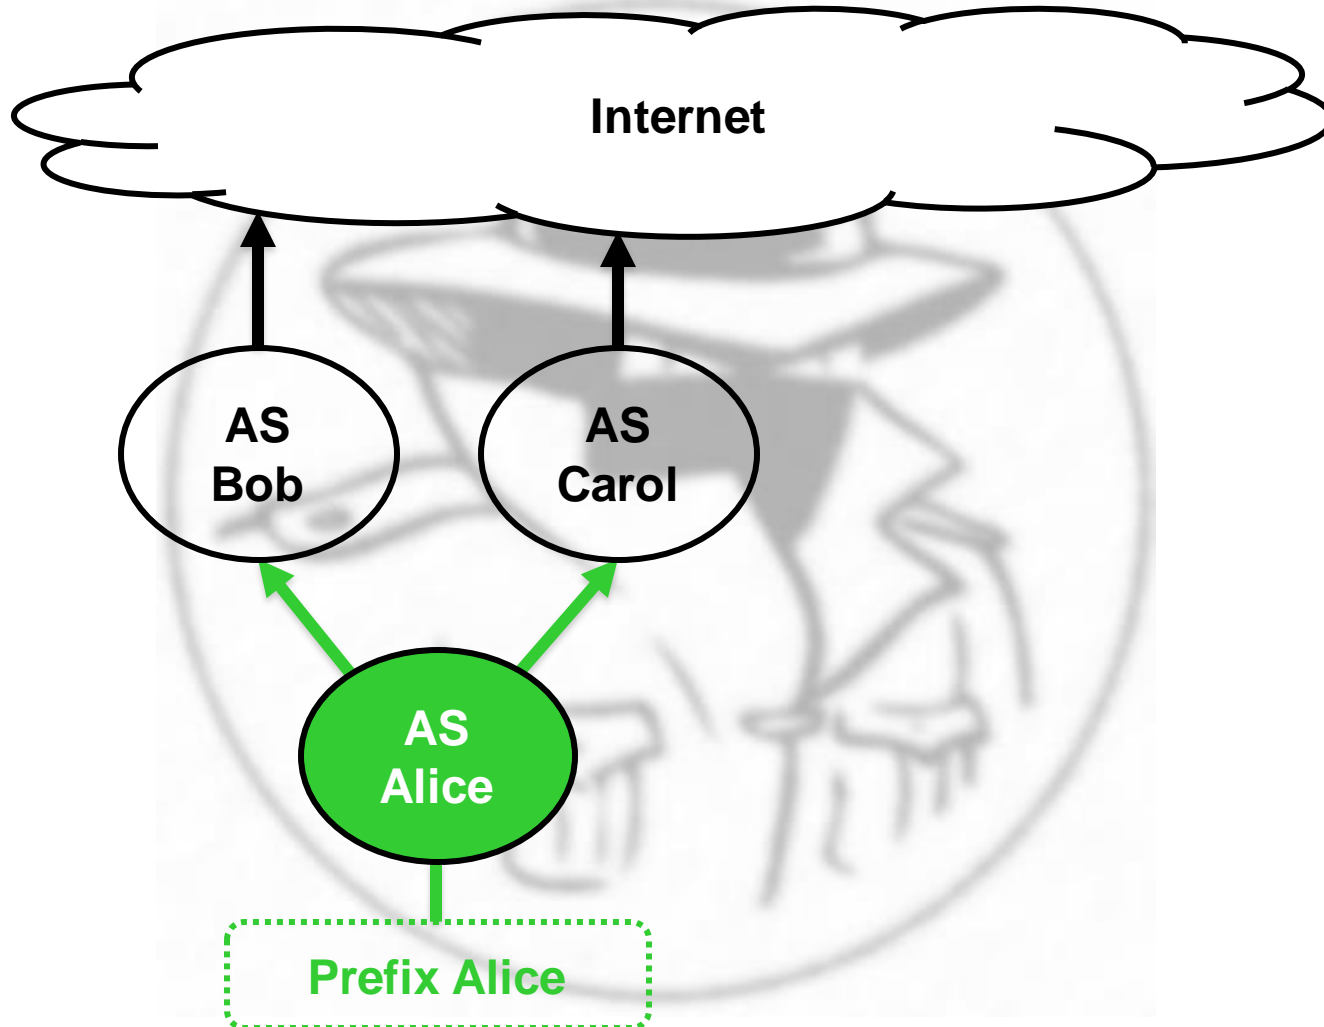 Internet
AS
Bob
AS
Carol
AS
Alice
Prefix Alice